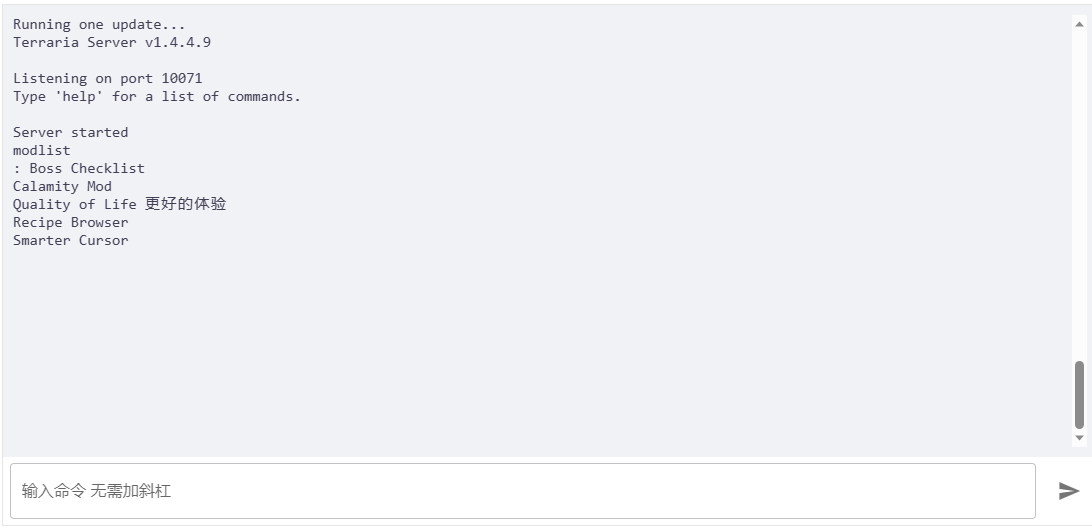 Running one update...
Terraria Server v1.4.4.9
Listening on port 10071
Type 'help' for a list of commands.
Server started
modlist
: Boss Checklist
Calamity Mod
Quality of Life 更好的体验
Recipe Browser
Smarter Cursor
输入命令 无需加斜杠